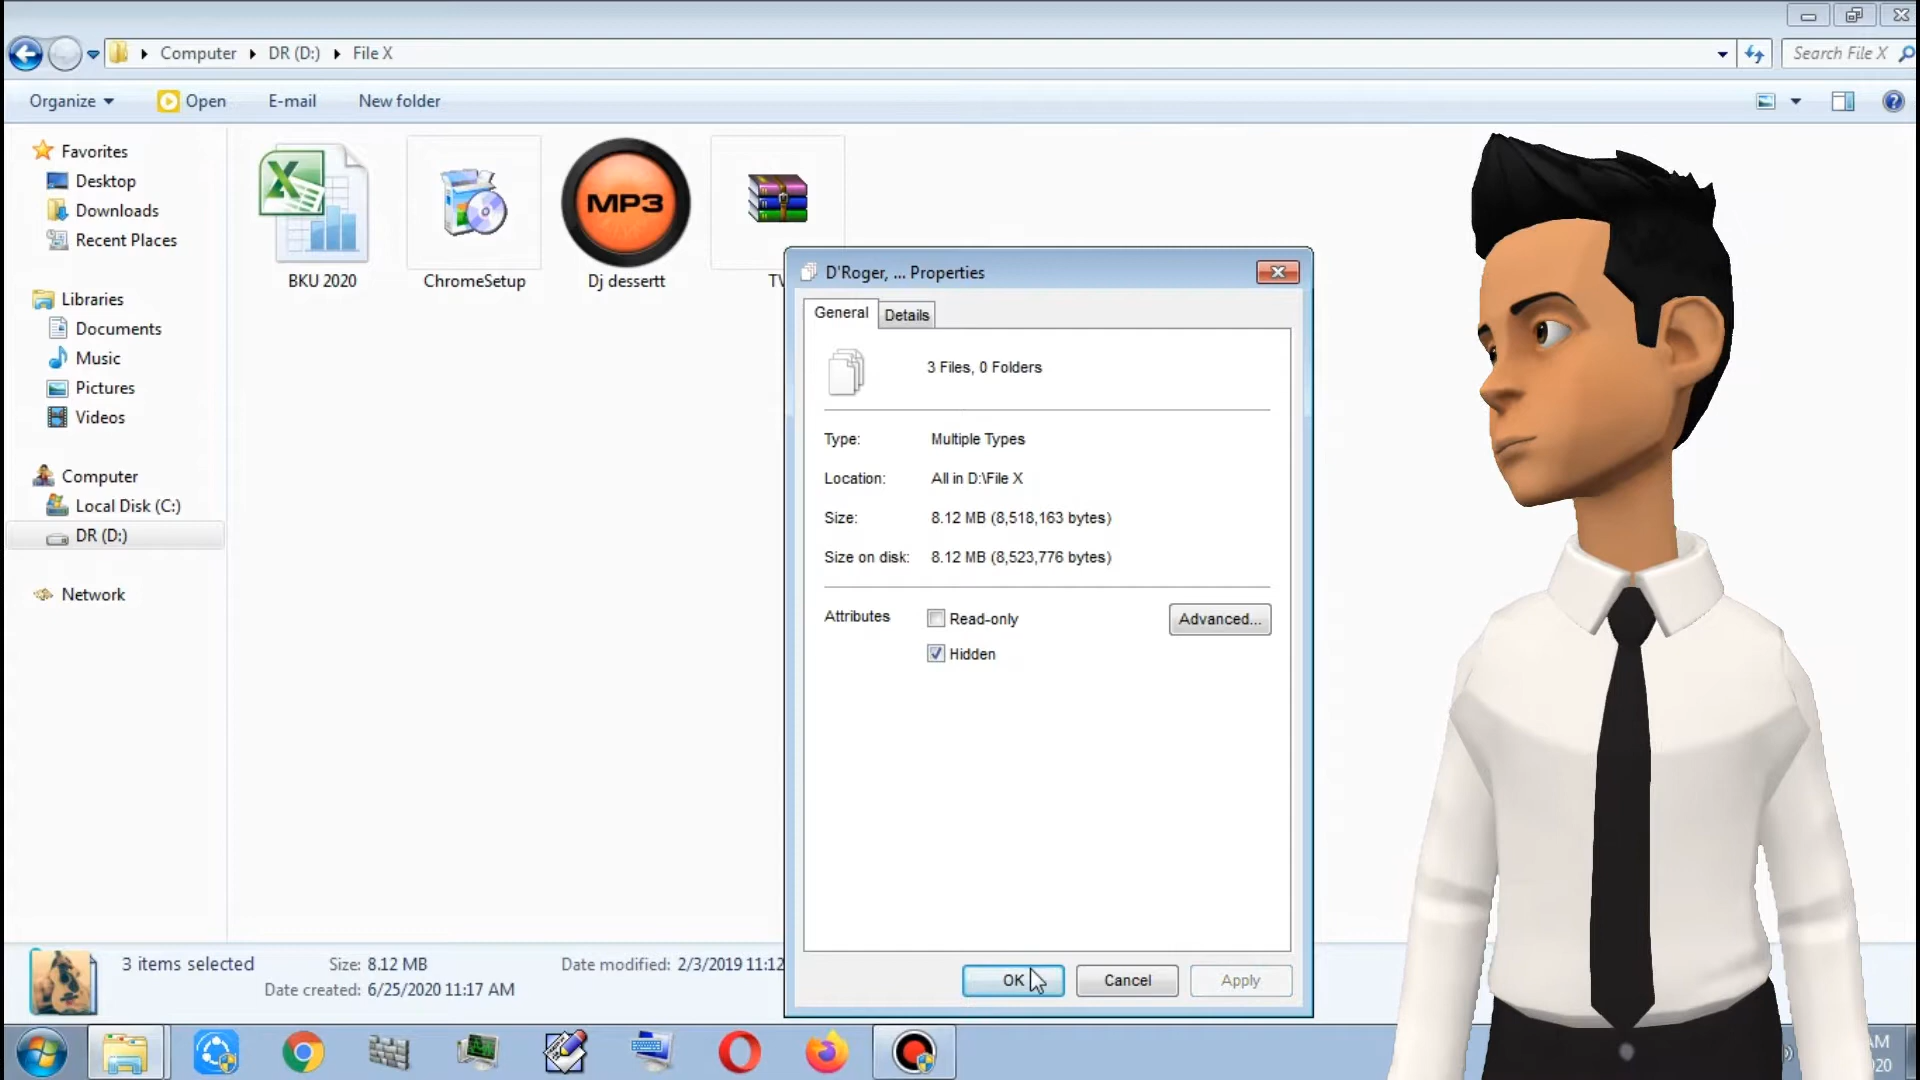 Computer DR (D:) File X
Search File X
Organize Open E-mail New folder
Favorites
Desktop
Downloads
Recent Places
Libraries
Documents
Music
Pictures
Videos
Computer
Local Disk (C:)
DR (D:)
Network
MP3
BKU 2020 ChromeSetup Dj dessertt
D'Roger, ... Properties
General Details
3 Files, 0 Folders
Type: Multiple Types
Location: All in D:\File X
Size: 8.12 MB (8,518,163 bytes)
Size on disk: 8.12 MB (8,523,776 bytes)
Attributes Read-only Advanced...
Hidden
OK Cancel Apply
3 items selected Size: 8.12 MB Date modified: 2/3/2019 11:12
Date created: 6/25/2020 11:17 AM
AM